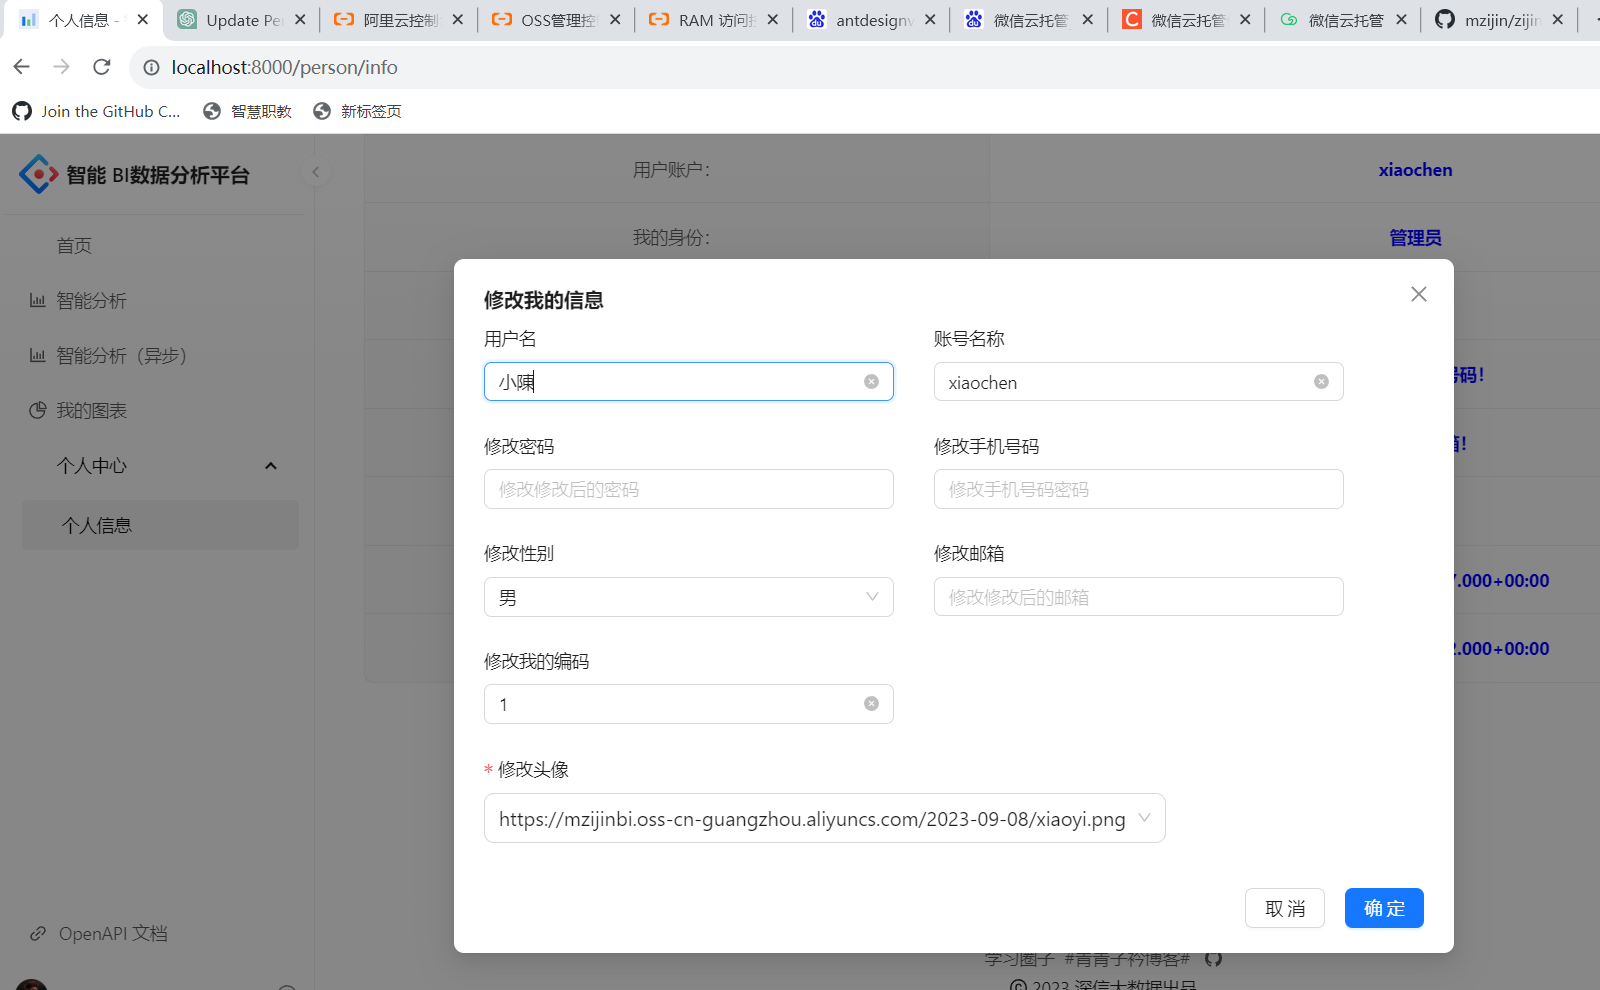 个人信息 -
Update Pe
阿里云控制
OSS管理控
RAM 访问
antdesignv
微信云托管
微信云托管
微信云托管
mzijin/zijin
localhost:8000/person/info
Join the GitHub C...
智慧职教
新标签页
智能 BI数据分析平台
首页
智能分析
智能分析（异步）
我的图表
个人中心
个人信息
OpenAPI 文档
用户账户：
xiaochen
我的身份：
管理员
号码！
箱！
7.000+00:00
2.000+00:00
修改我的信息
用户名
账号名称
小陳
xiaochen
修改密码
修改手机号码
修改修改后的密码
修改手机号码密码
修改性别
修改邮箱
男
修改修改后的邮箱
修改我的编码
1
* 修改头像
https://mzijinbi.oss-cn-guangzhou.aliyuncs.com/2023-09-08/xiaoyi.png
取 消
确 定
学习圈子 #青青子衿博客#
© 2023 深信大数据出品